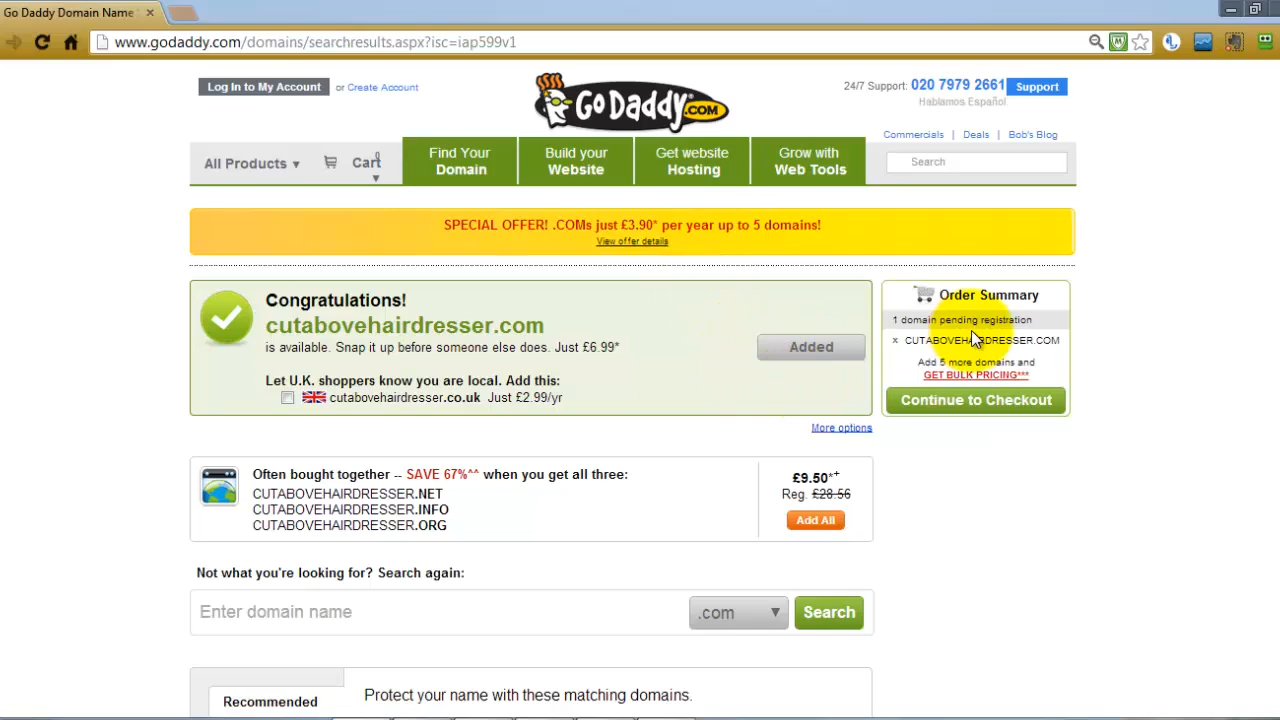 Go Daddy Domain Name
www.godaddy.com/domains/searchresults.aspx?isc=iap599v1
Log In to My Account or Create Account
GoDaddy.COM
24/7 Support: 020 7979 2661 Support
Hablamos Español
Commercials | Deals | Bob's Blog
All Products ▾ Cart ▾
Find Your Domain
Build your Website
Get website Hosting
Grow with Web Tools
Search
SPECIAL OFFER! .COMs just £3.90* per year up to 5 domains!
View offer details
Congratulations!
cutabovehairdresser.com
is available. Snap it up before someone else does. Just £6.99*
Added
Let U.K. shoppers know you are local. Add this:
cutabovehairdresser.co.uk Just £2.99/yr
More options
Order Summary
1 domain pending registration
x CUTABOVEHAIRDRESSER.COM
Add 5 more domains and
GET BULK PRICING***
Continue to Checkout
Often bought together -- SAVE 67%^^ when you get all three:
CUTABOVEHAIRDRESSER.NET
CUTABOVEHAIRDRESSER.INFO
CUTABOVEHAIRDRESSER.ORG
£9.50*+
Reg. £28.56
Add All
Not what you're looking for? Search again:
Enter domain name
.com ▼
Search
Recommended
Protect your name with these matching domains.